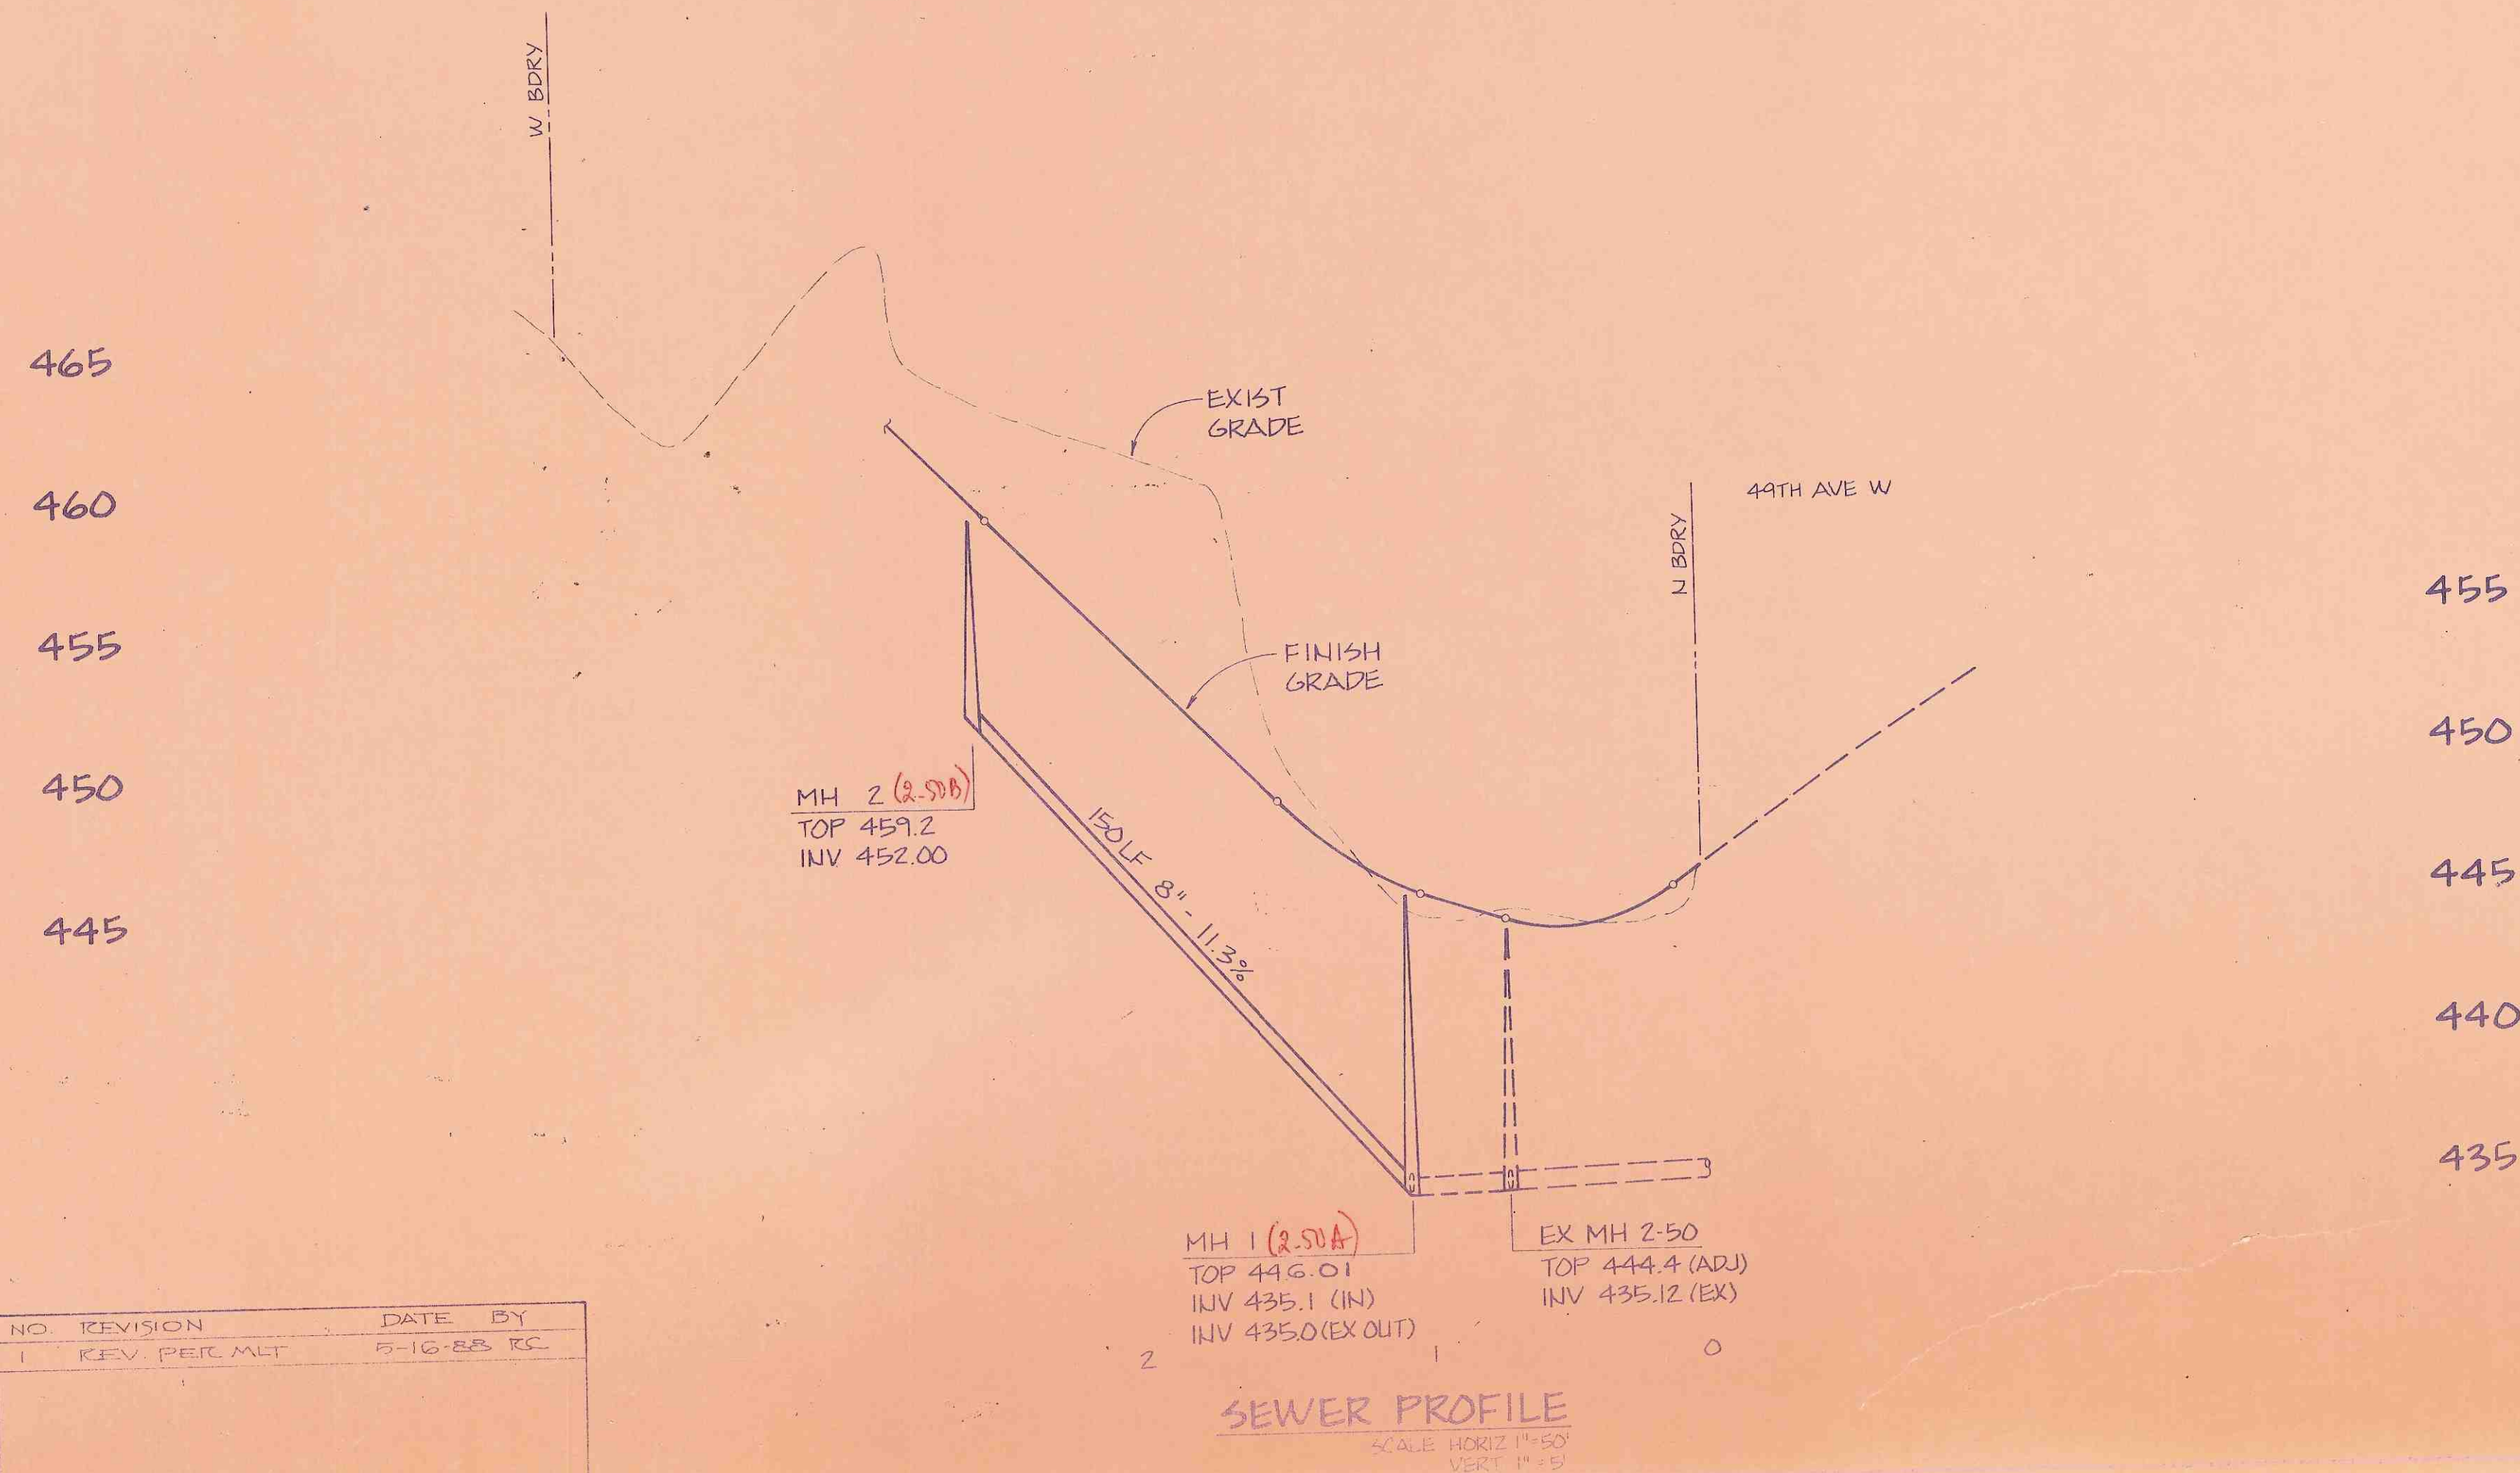 W BDRY
465
460
455
450
445
EXIST
GRADE
FINISH
GRADE
49TH AVE W
N BDRY
455
450
445
440
435
MH 2 (2-50B)
TOP 459.2
INV 452.00
150 LF 8" - 11.3%
MH 1 (2-50A)
TOP 446.01
INV 435.1 (IN)
INV 435.0 (EX OUT)
EX MH 2-50
TOP 444.4 (ADJ)
INV 435.12 (EX)
2 1 0
SEWER PROFILE
SCALE HORIZ 1"=50'
VERT 1"=5'
NO. REVISION DATE BY
1 REV. PER MLT 5-16-88 RC